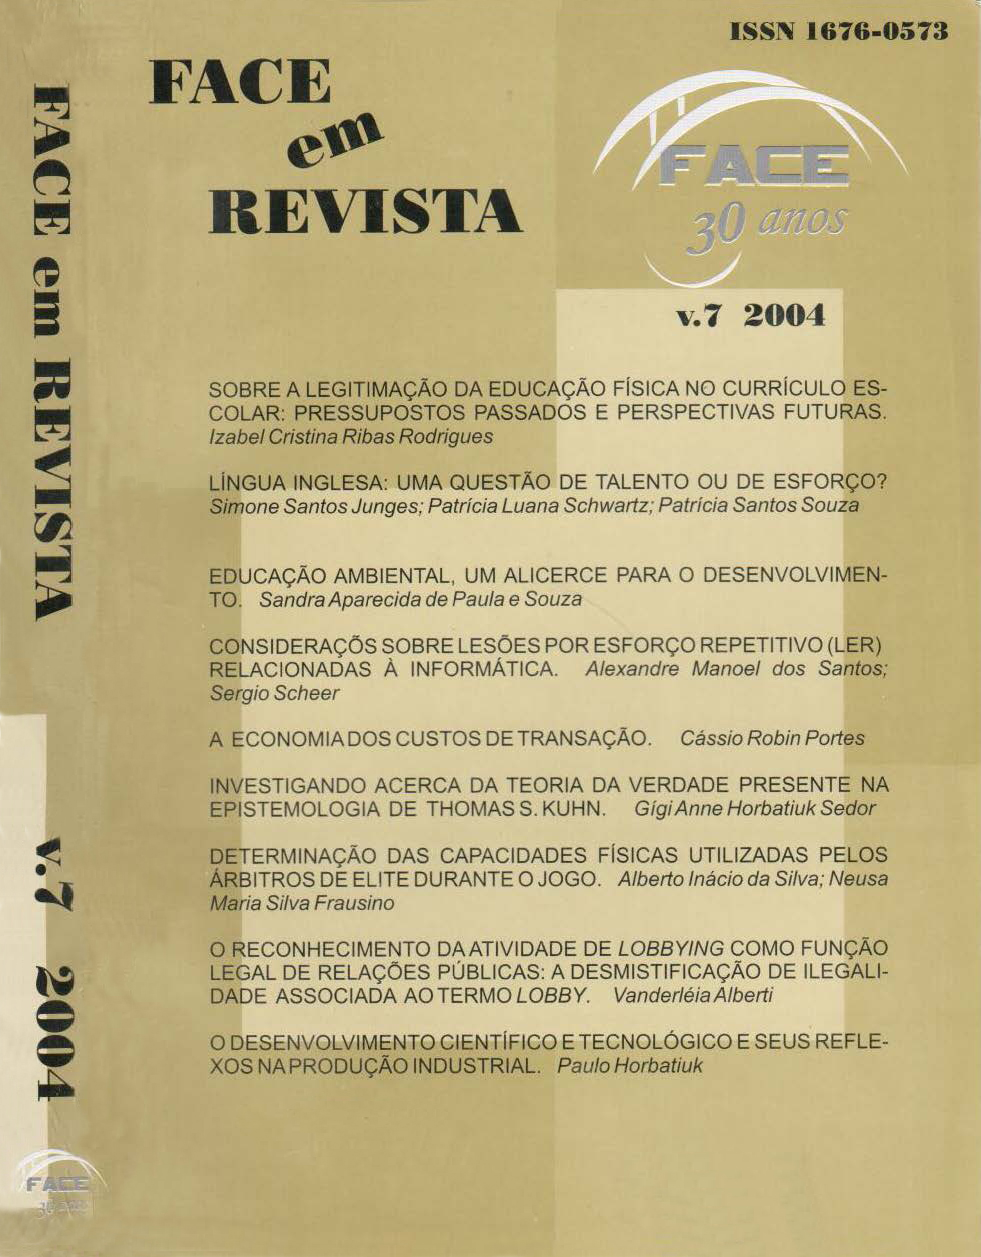 ISSN 1676-0573
FACE
em
REVISTA
FACE
30 anos
v.7 2004
SOBRE A LEGITIMAÇÃO DA EDUCAÇÃO FÍSICA NO CURRÍCULO ES-
COLAR: PRESSUPOSTOS PASSADOS E PERSPECTIVAS FUTURAS.
Izabel Cristina Ribas Rodrigues
LÍNGUA INGLESA: UMA QUESTÃO DE TALENTO OU DE ESFORÇO?
Simone Santos Junges; Patrícia Luana Schwartz; Patrícia Santos Souza
EDUCAÇÃO AMBIENTAL, UM ALICERCE PARA O DESENVOLVIMEN-
TO. Sandra Aparecida de Paula e Souza
CONSIDERAÇÕS SOBRE LESÕES POR ESFORÇO REPETITIVO (LER)
RELACIONADAS À INFORMÁTICA. Alexandre Manoel dos Santos;
Sergio Scheer
A ECONOMIA DOS CUSTOS DE TRANSAÇÃO. Cássio Robin Portes
INVESTIGANDO ACERCA DA TEORIA DA VERDADE PRESENTE NA
EPISTEMOLOGIA DE THOMAS S. KUHN. Gígi Anne Horbatiuk Sedor
DETERMINAÇÃO DAS CAPACIDADES FÍSICAS UTILIZADAS PELOS
ÁRBITROS DE ELITE DURANTE O JOGO. Alberto Inácio da Silva; Neusa
Maria Silva Frausino
O RECONHECIMENTO DA ATIVIDADE DE LOBBYING COMO FUNÇÃO
LEGAL DE RELAÇÕES PÚBLICAS: A DESMISTIFICAÇÃO DE ILEGALI-
DADE ASSOCIADA AO TERMO LOBBY. Vanderléia Alberti
O DESENVOLVIMENTO CIENTÍFICO E TECNOLÓGICO E SEUS REFLE-
XOS NA PRODUÇÃO INDUSTRIAL. Paulo Horbatiuk
FACE em REVISTA v.7 2004
FACE
30 anos